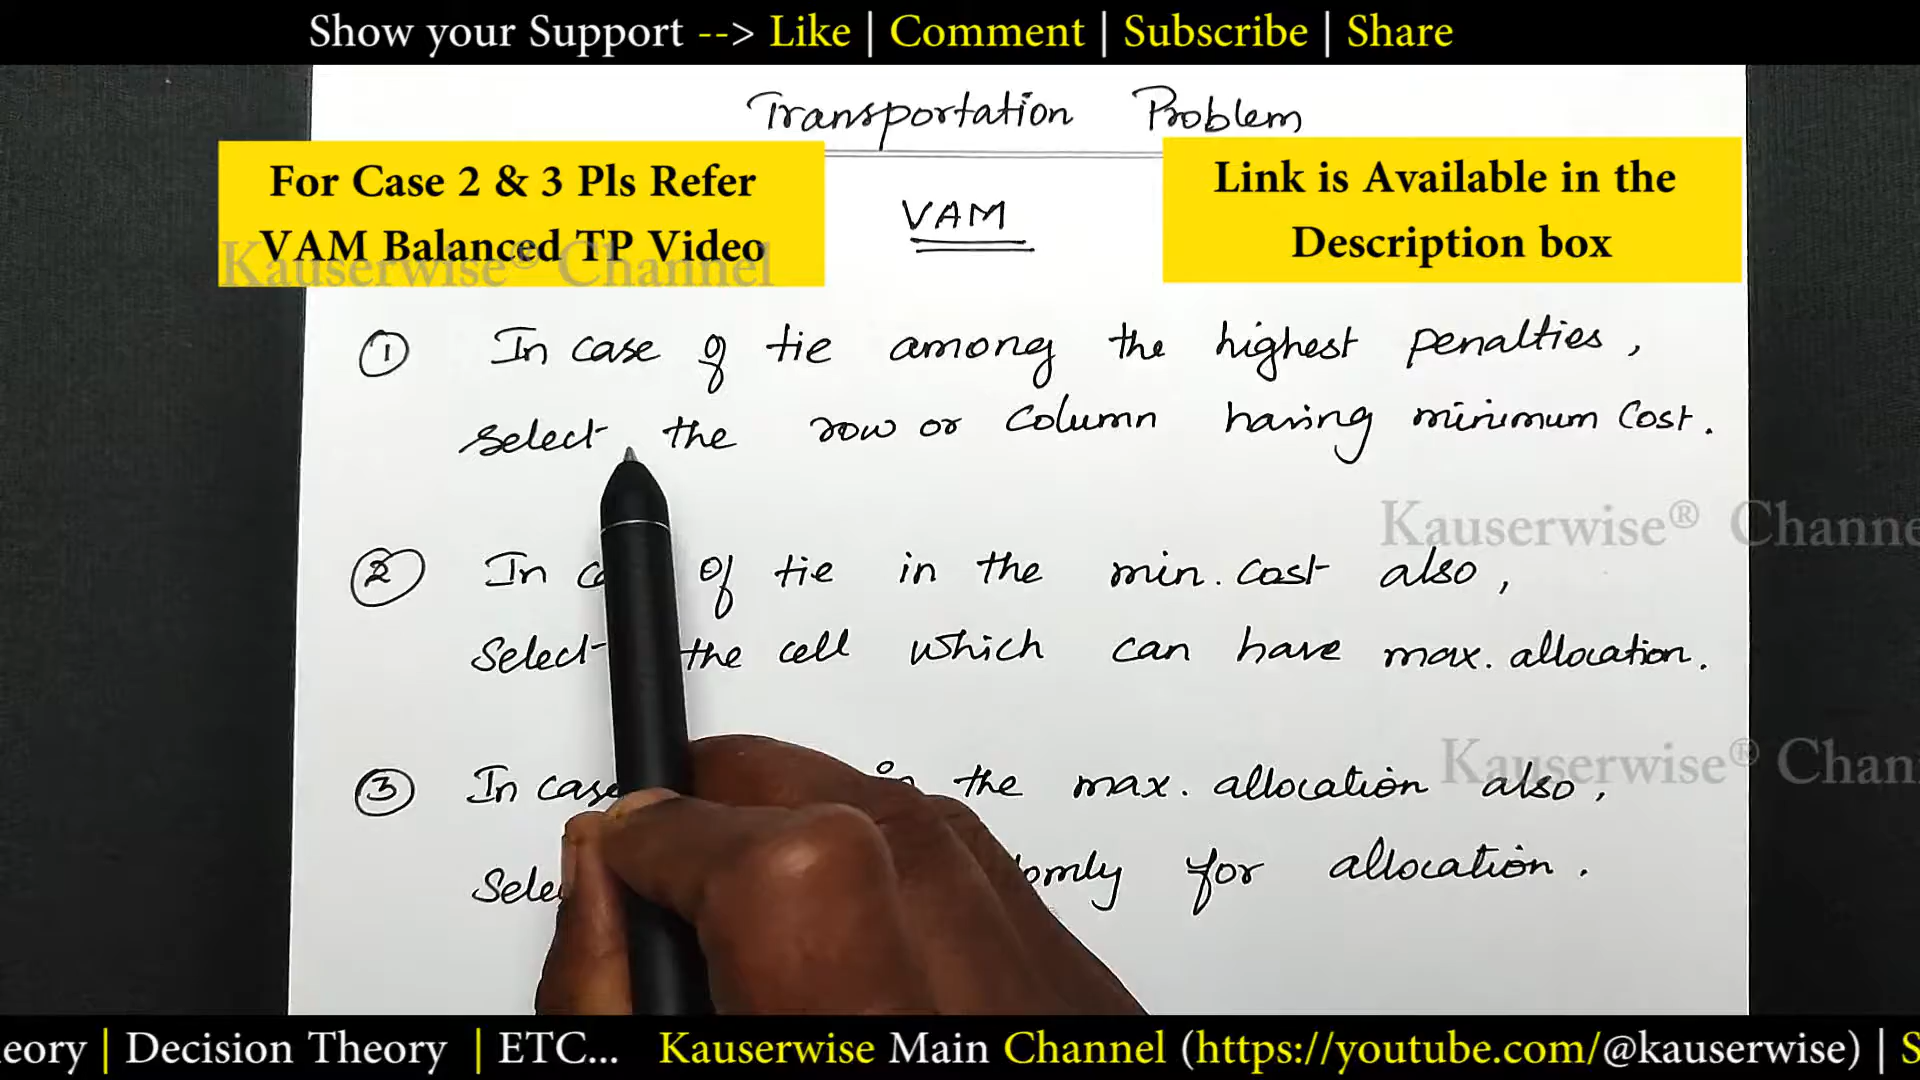 Show your Support --> Like | Comment | Subscribe | Share
Transportation Problem
For Case 2 & 3 Pls Refer
VAM Balanced TP Video
Link is Available in the
Description box
VAM
Kauserwise® Channel
① In case of tie among the highest penalties,
select the row or column having minimum cost.
Kauserwise® Channe
② In of tie in the min. cost also,
Select the cell which can have max. allocation.
Kauserwise® Chan
③ In case in the max. allocation also,
for allocation.
| Decision Theory | ETC... Kauserwise Main Channel (https://youtube.com/@kauserwise) | S